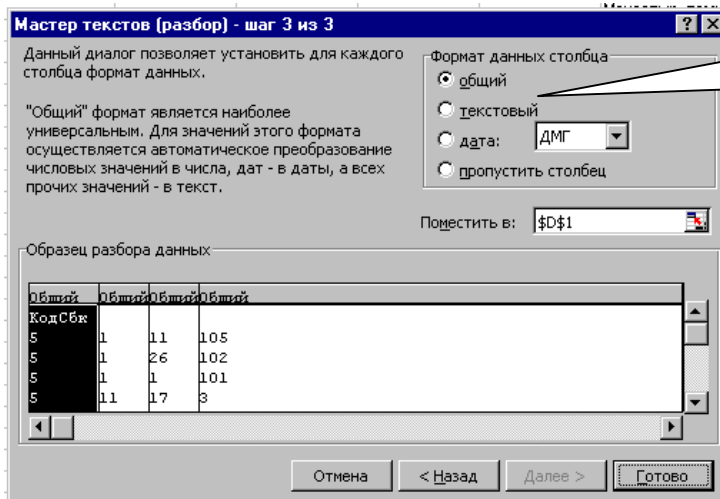 Мастер текстов (разбор) - шаг 3 из 3
Данный диалог позволяет установить для каждого
столбца формат данных.
"Общий" формат является наиболее
универсальным. Для значений этого формата
осуществляется автоматическое преобразование
числовых значений в числа, дат - в даты, а всех
прочих значений - в текст.
Формат данных столбца
общий
текстовый
дата: ДМГ
пропустить столбец
Поместить в: $D$1
Образец разбора данных
Общий Общий Общий Общий
КодСбк
5 1 11 105
5 1 26 102
5 1 1 101
5 11 17 3
Отмена < Назад Далее > Готово